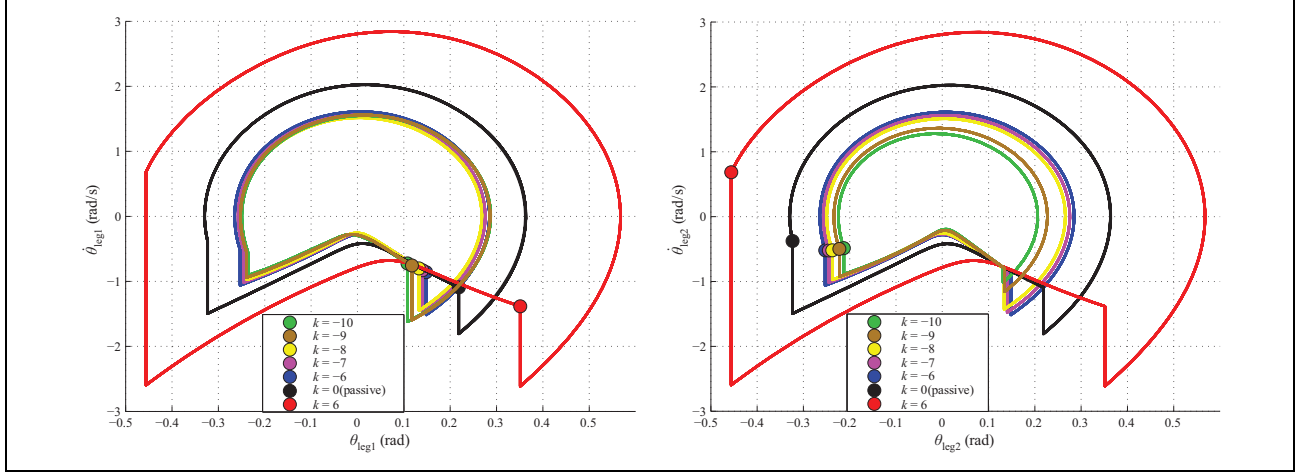 3
2
1
0
−1
−2
−3
θ̇leg1 (rad/s)
−0.5 −0.4 −0.3 −0.2 −0.1 0 0.1 0.2 0.3 0.4 0.5
θleg1 (rad)
k = −10
k = −9
k = −8
k = −7
k = −6
k = 0(passive)
k = 6
3
2
1
0
−1
−2
−3
θ̇leg2 (rad/s)
−0.5 −0.4 −0.3 −0.2 −0.1 0 0.1 0.2 0.3 0.4 0.5
θleg2 (rad)
k = −10
k = −9
k = −8
k = −7
k = −6
k = 0(passive)
k = 6